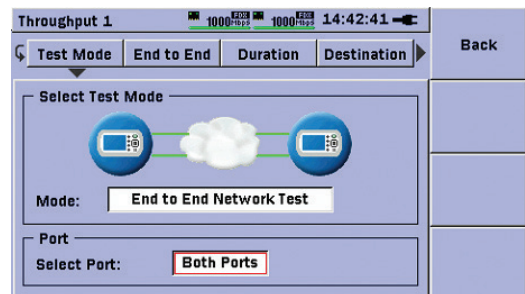 Throughput 1 1000 FDX Mbps 1000 FDX Mbps 14:42:41
Test Mode End to End Duration Destination Back
Select Test Mode
Mode: End to End Network Test
Port
Select Port: Both Ports